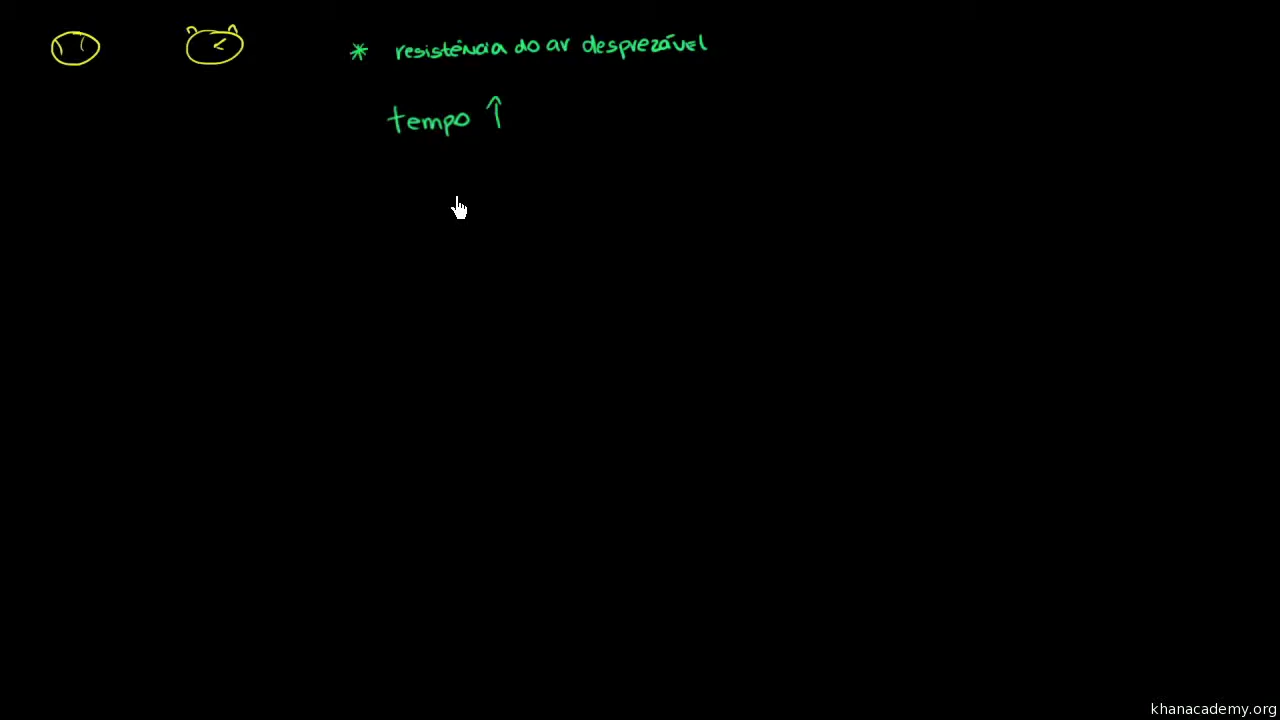 * resistência do ar desprezável
tempo ↑
khanacademy.org